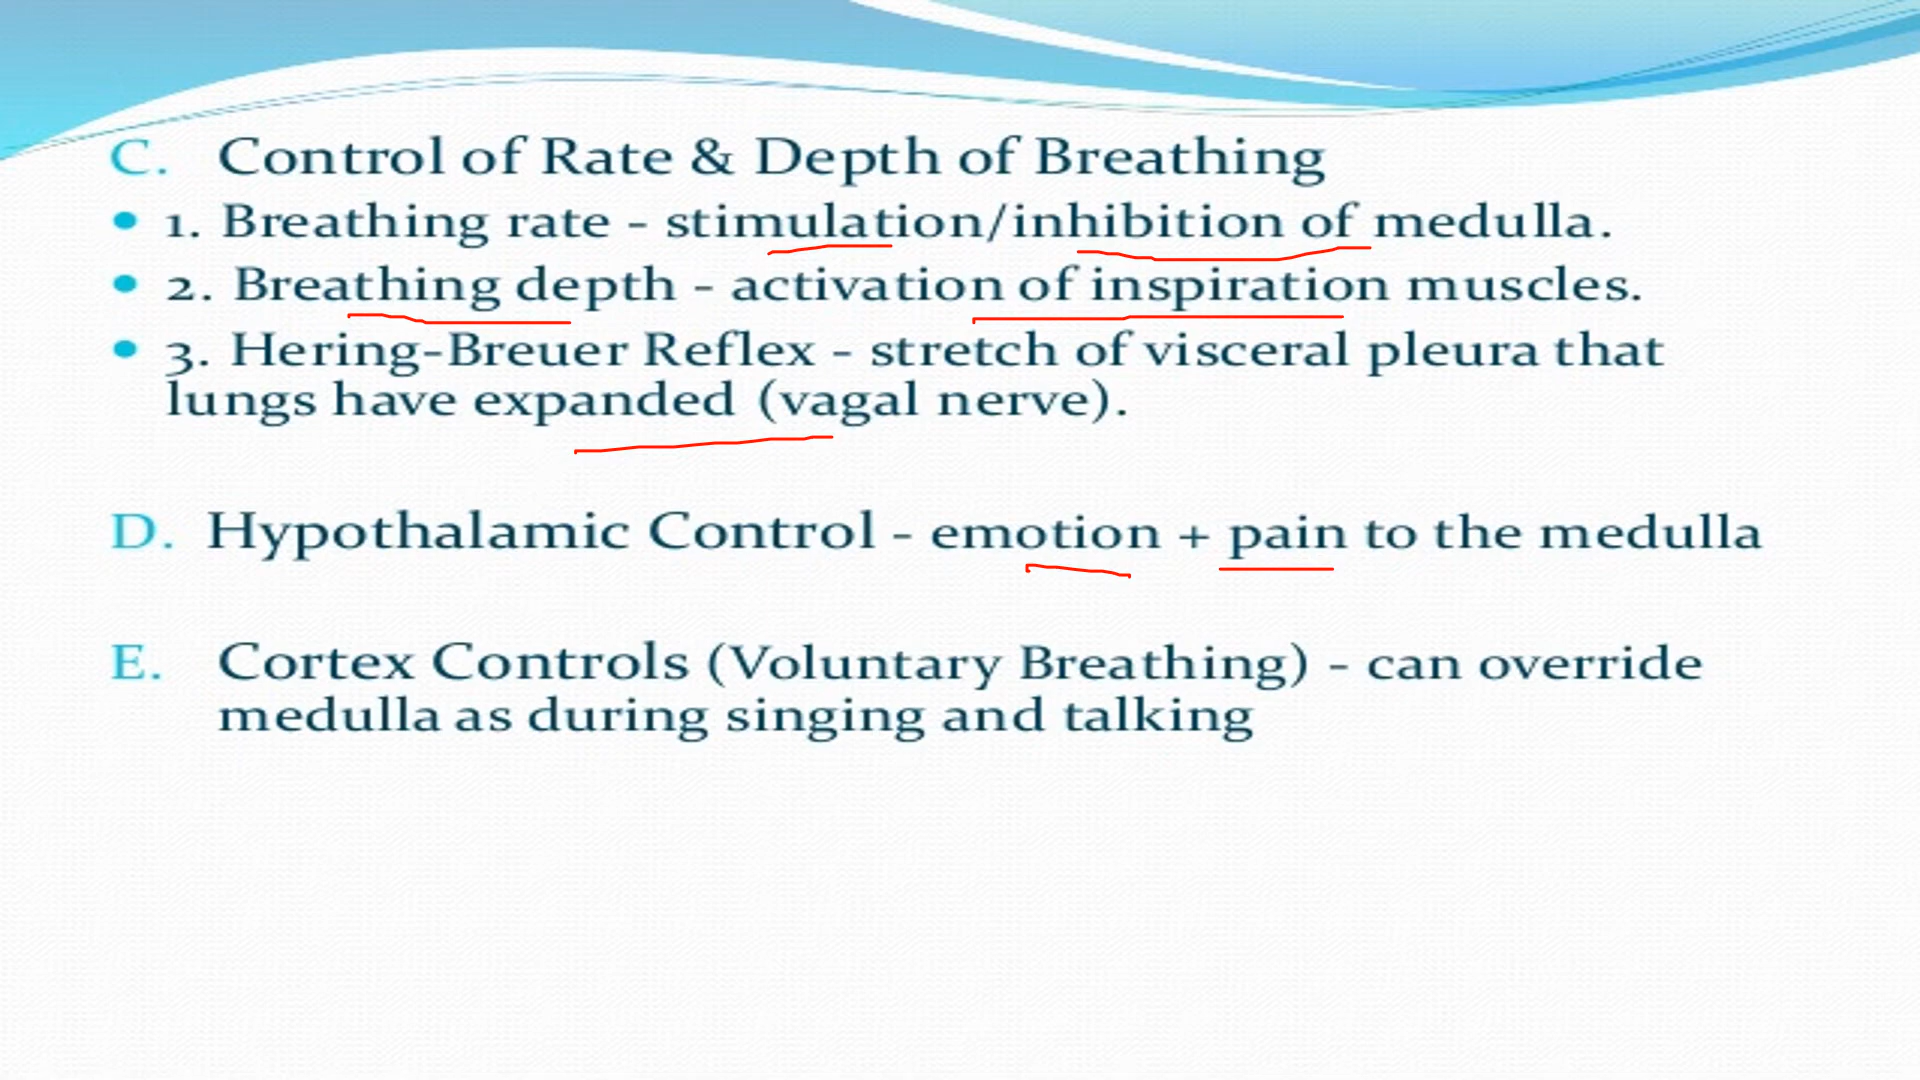 C. Control of Rate & Depth of Breathing
• 1. Breathing rate - stimulation/inhibition of medulla.
• 2. Breathing depth - activation of inspiration muscles.
• 3. Hering-Breuer Reflex - stretch of visceral pleura that
lungs have expanded (vagal nerve).
D. Hypothalamic Control - emotion + pain to the medulla
E. Cortex Controls (Voluntary Breathing) - can override
medulla as during singing and talking